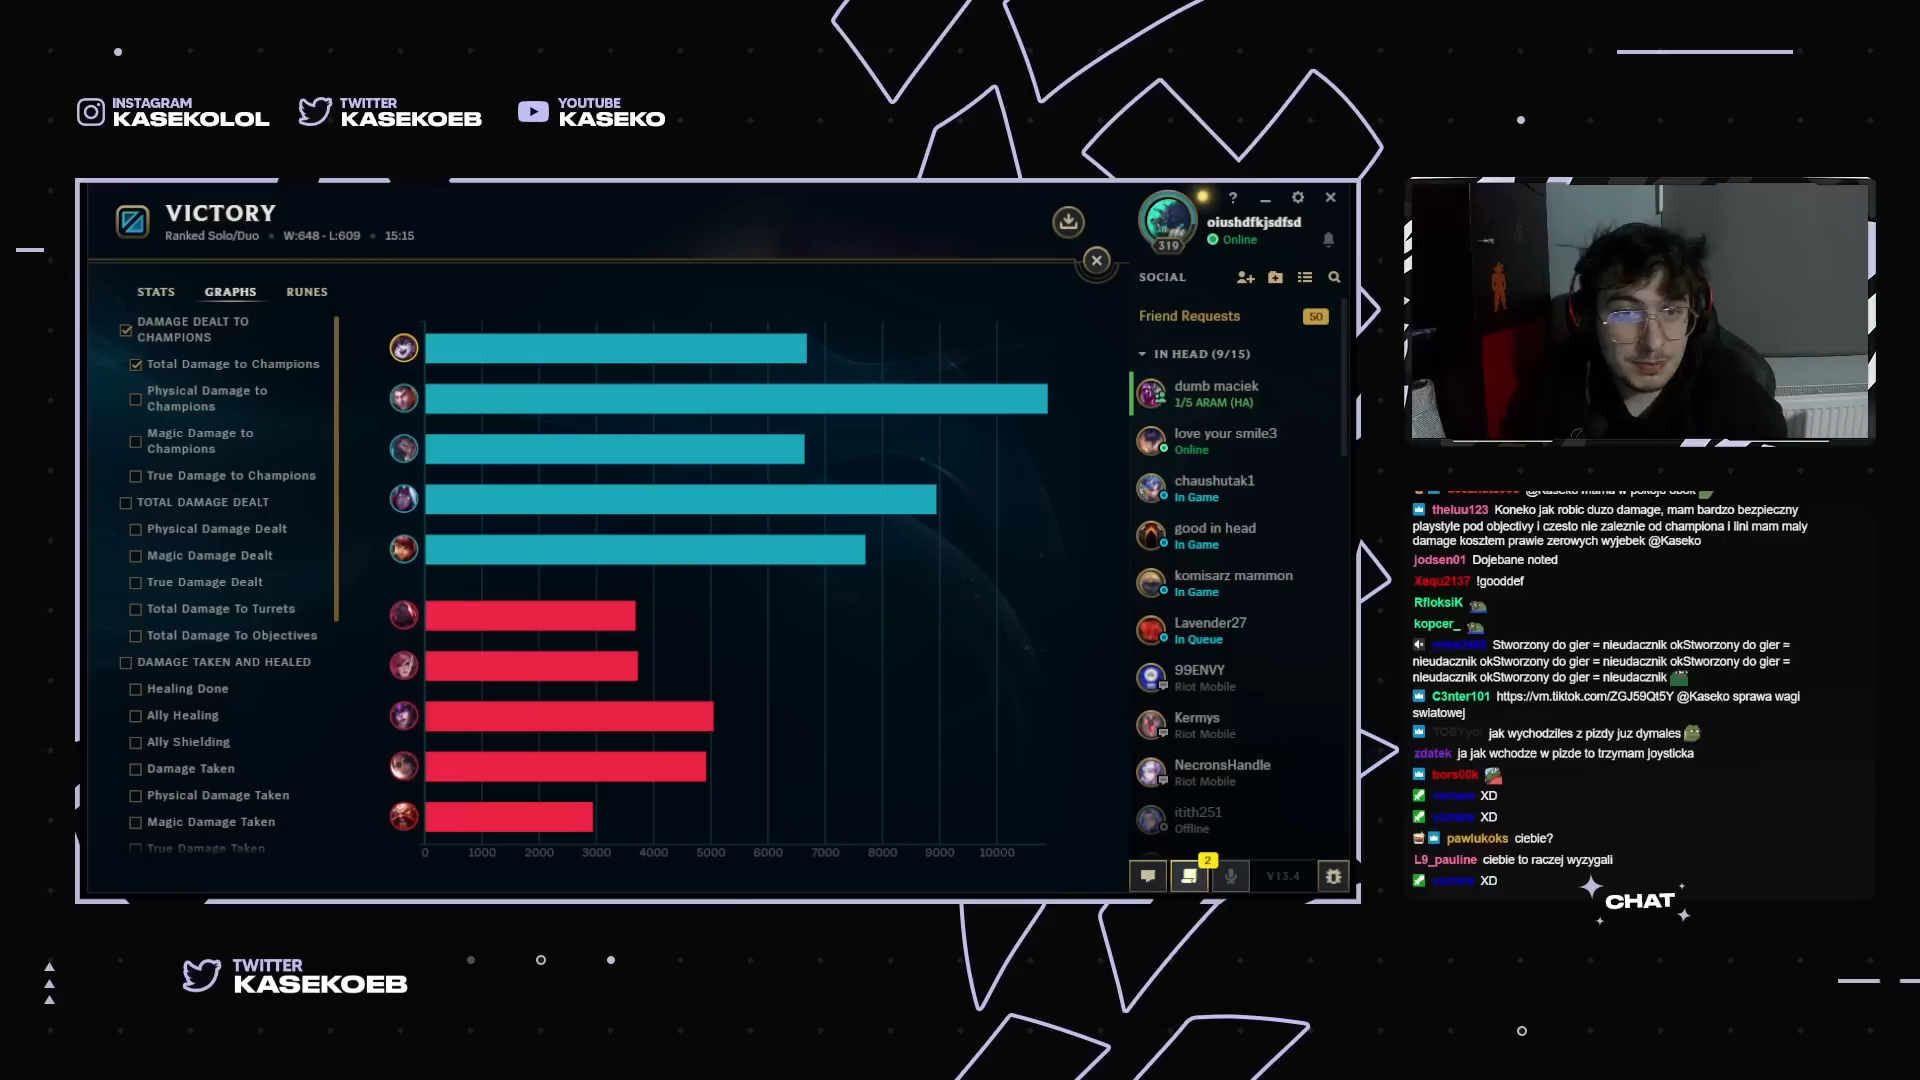 INSTAGRAM
KASEKOLOL
TWITTER
KASEKOEB
YOUTUBE
KASEKO
VICTORY
Ranked Solo/Duo • W:648 - L:609 • 15:15
STATS GRAPHS RUNES
DAMAGE DEALT TO
CHAMPIONS
Total Damage to Champions
Physical Damage to
Champions
Magic Damage to
Champions
True Damage to Champions
TOTAL DAMAGE DEALT
Physical Damage Dealt
Magic Damage Dealt
True Damage Dealt
Total Damage To Turrets
Total Damage To Objectives
DAMAGE TAKEN AND HEALED
Healing Done
Ally Healing
Ally Shielding
Damage Taken
Physical Damage Taken
Magic Damage Taken
True Damage Taken
0 1000 2000 3000 4000 5000 6000 7000 8000 9000 10000
?
oiushdfkjsdfsd
319
Online
SOCIAL
Friend Requests 50
IN HEAD (9/15)
dumb maciek
1/5 ARAM (HA)
love your smile3
Online
chaushutak1
In Game
good in head
In Game
komisarz mammon
In Game
Lavender27
In Queue
99ENVY
Riot Mobile
Kermys
Riot Mobile
NecronsHandle
Riot Mobile
itith251
Offline
2
V13.4
@Kaseko mama w pokoju obok
theluu123 Koneko jak robic duzo damage, mam bardzo bezpieczny
playstyle pod objectivy i czesto nie zaleznie od championa i lini mam maly
damage kosztem prawie zerowych wyjebek @Kaseko
jodsen01 Dojebane noted
Xaqu2137 !gooddef
RfloksiK
kopcer_
Stworzony do gier = nieudacznik okStworzony do gier =
nieudacznik okStworzony do gier = nieudacznik okStworzony do gier =
nieudacznik okStworzony do gier = nieudacznik
C3nter101 https://vm.tiktok.com/ZGJ59Qt5Y @Kaseko sprawa wagi
swiatowej
TOBYyol jak wychodziles z pizdy juz dymales
zdatek ja jak wchodze w pizde to trzymam joysticka
bors00k
XD
XD
pawlukoks ciebie?
L9_pauline ciebie to raczej wyzygali
XD
CHAT
TWITTER
KASEKOEB